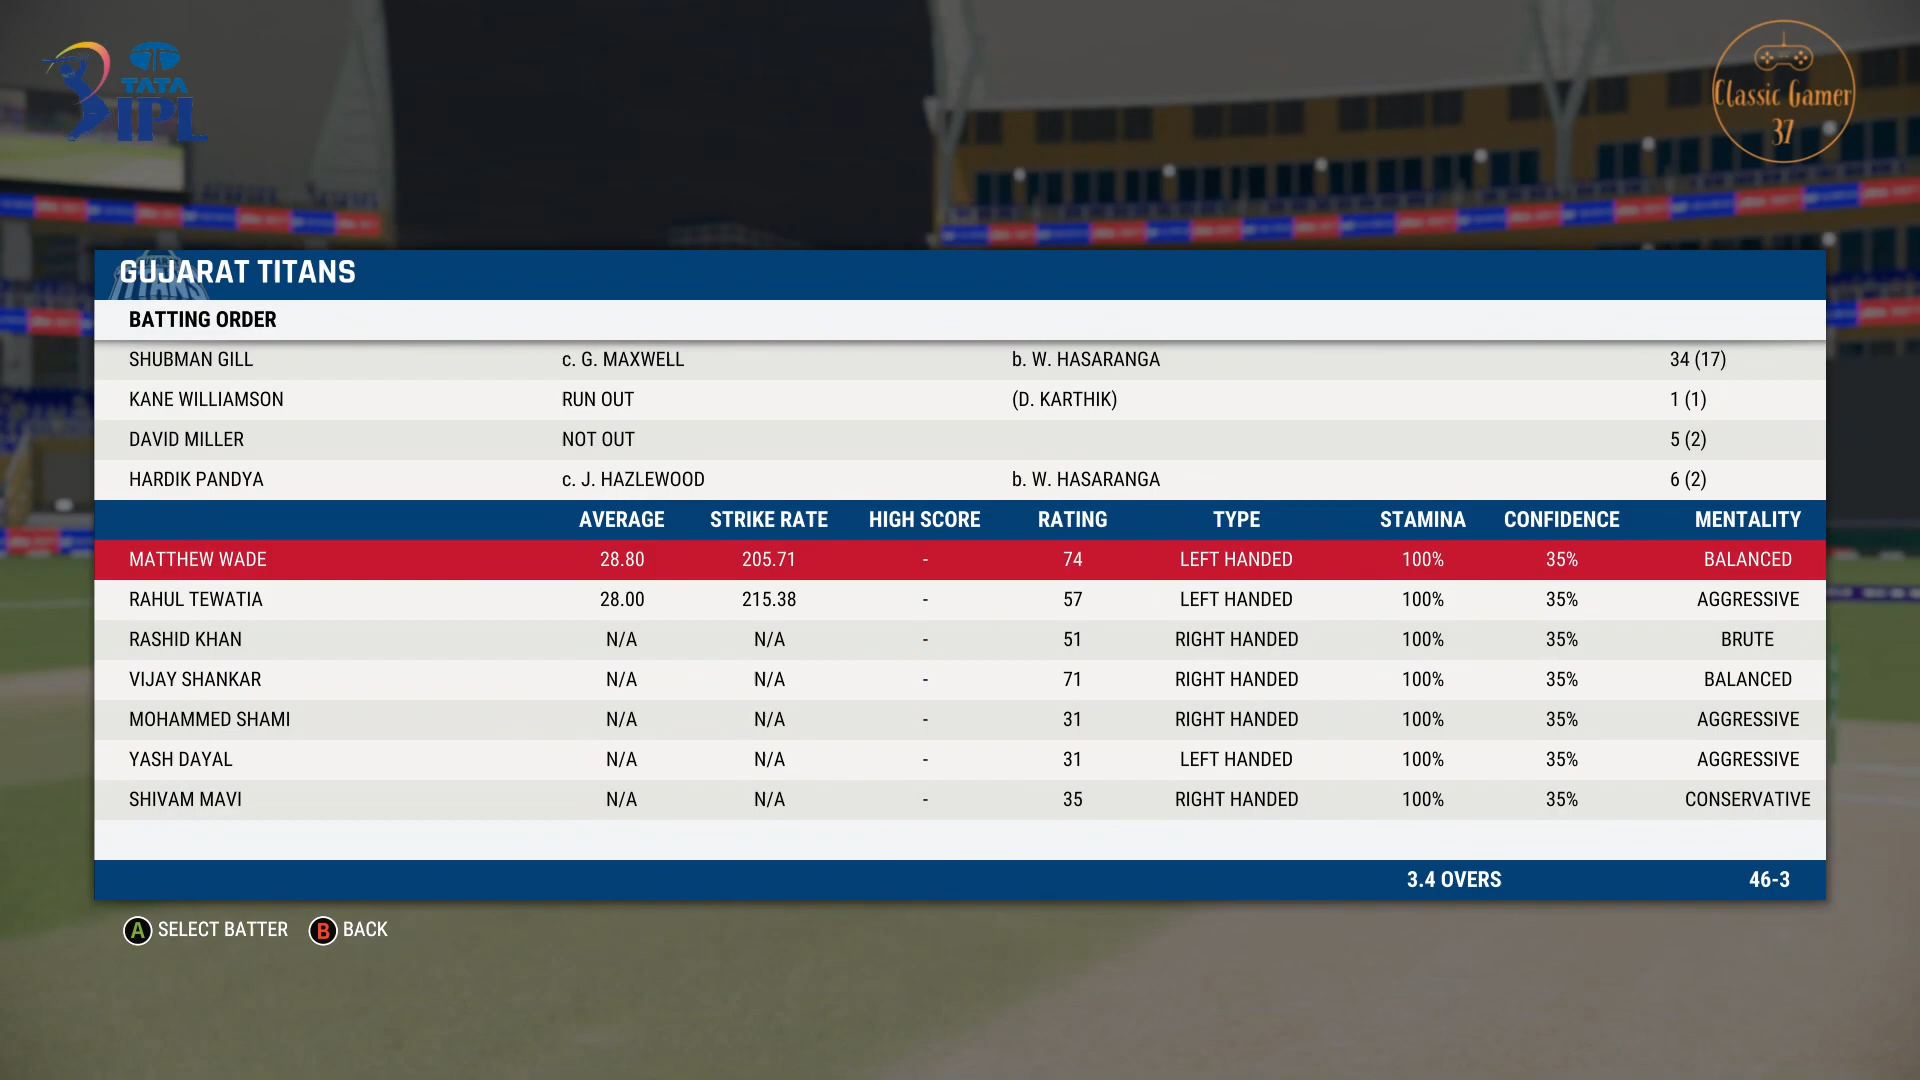 TATA
IPL
Classic Gamer
37
GUJARAT TITANS
TITANS
BATTING ORDER
SHUBMAN GILL c. G. MAXWELL b. W. HASARANGA 34 (17)
KANE WILLIAMSON RUN OUT (D. KARTHIK) 1 (1)
DAVID MILLER NOT OUT 5 (2)
HARDIK PANDYA c. J. HAZLEWOOD b. W. HASARANGA 6 (2)
AVERAGE STRIKE RATE HIGH SCORE RATING TYPE STAMINA CONFIDENCE MENTALITY
MATTHEW WADE 28.80 205.71 - 74 LEFT HANDED 100% 35% BALANCED
RAHUL TEWATIA 28.00 215.38 - 57 LEFT HANDED 100% 35% AGGRESSIVE
RASHID KHAN N/A N/A - 51 RIGHT HANDED 100% 35% BRUTE
VIJAY SHANKAR N/A N/A - 71 RIGHT HANDED 100% 35% BALANCED
MOHAMMED SHAMI N/A N/A - 31 RIGHT HANDED 100% 35% AGGRESSIVE
YASH DAYAL N/A N/A - 31 LEFT HANDED 100% 35% AGGRESSIVE
SHIVAM MAVI N/A N/A - 35 RIGHT HANDED 100% 35% CONSERVATIVE
3.4 OVERS 46-3
A SELECT BATTER B BACK